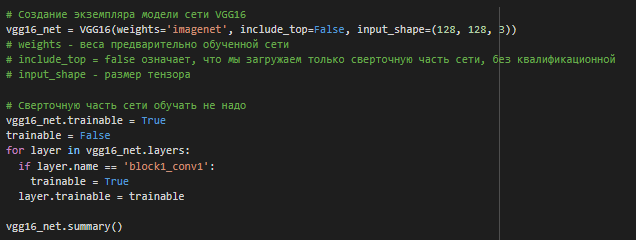 # Создание экземпляра модели сети VGG16
vgg16_net = VGG16(weights='imagenet', include_top=False, input_shape=(128, 128, 3))
# weights - веса предварительно обученной сети
# include_top = false означает, что мы загружаем только сверточную часть сети, без квалификационной
# input_shape - размер тензора

# Сверточную часть сети обучать не надо
vgg16_net.trainable = True
trainable = False
for layer in vgg16_net.layers:
  if layer.name == 'block1_conv1':
    trainable = True
  layer.trainable = trainable

vgg16_net.summary()